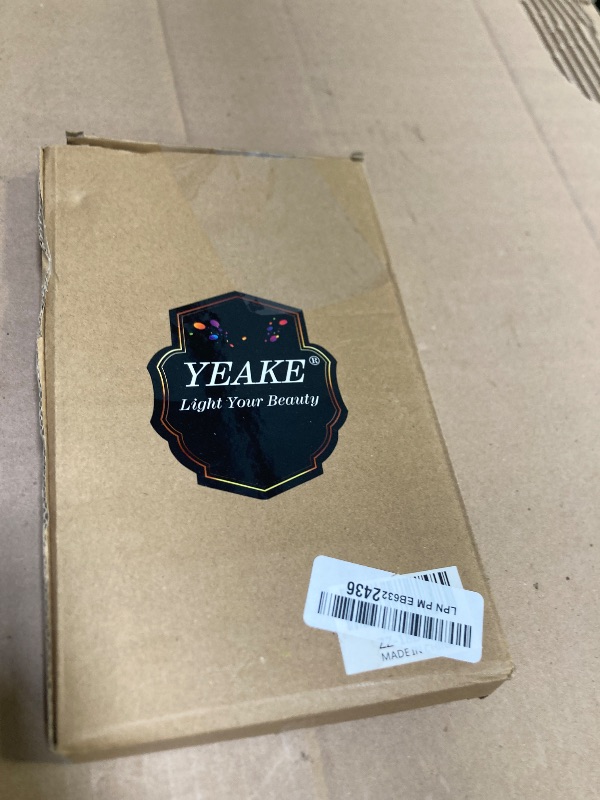 YEAKE®
Light Your Beauty
LPN PM EB6322436
MADE IN